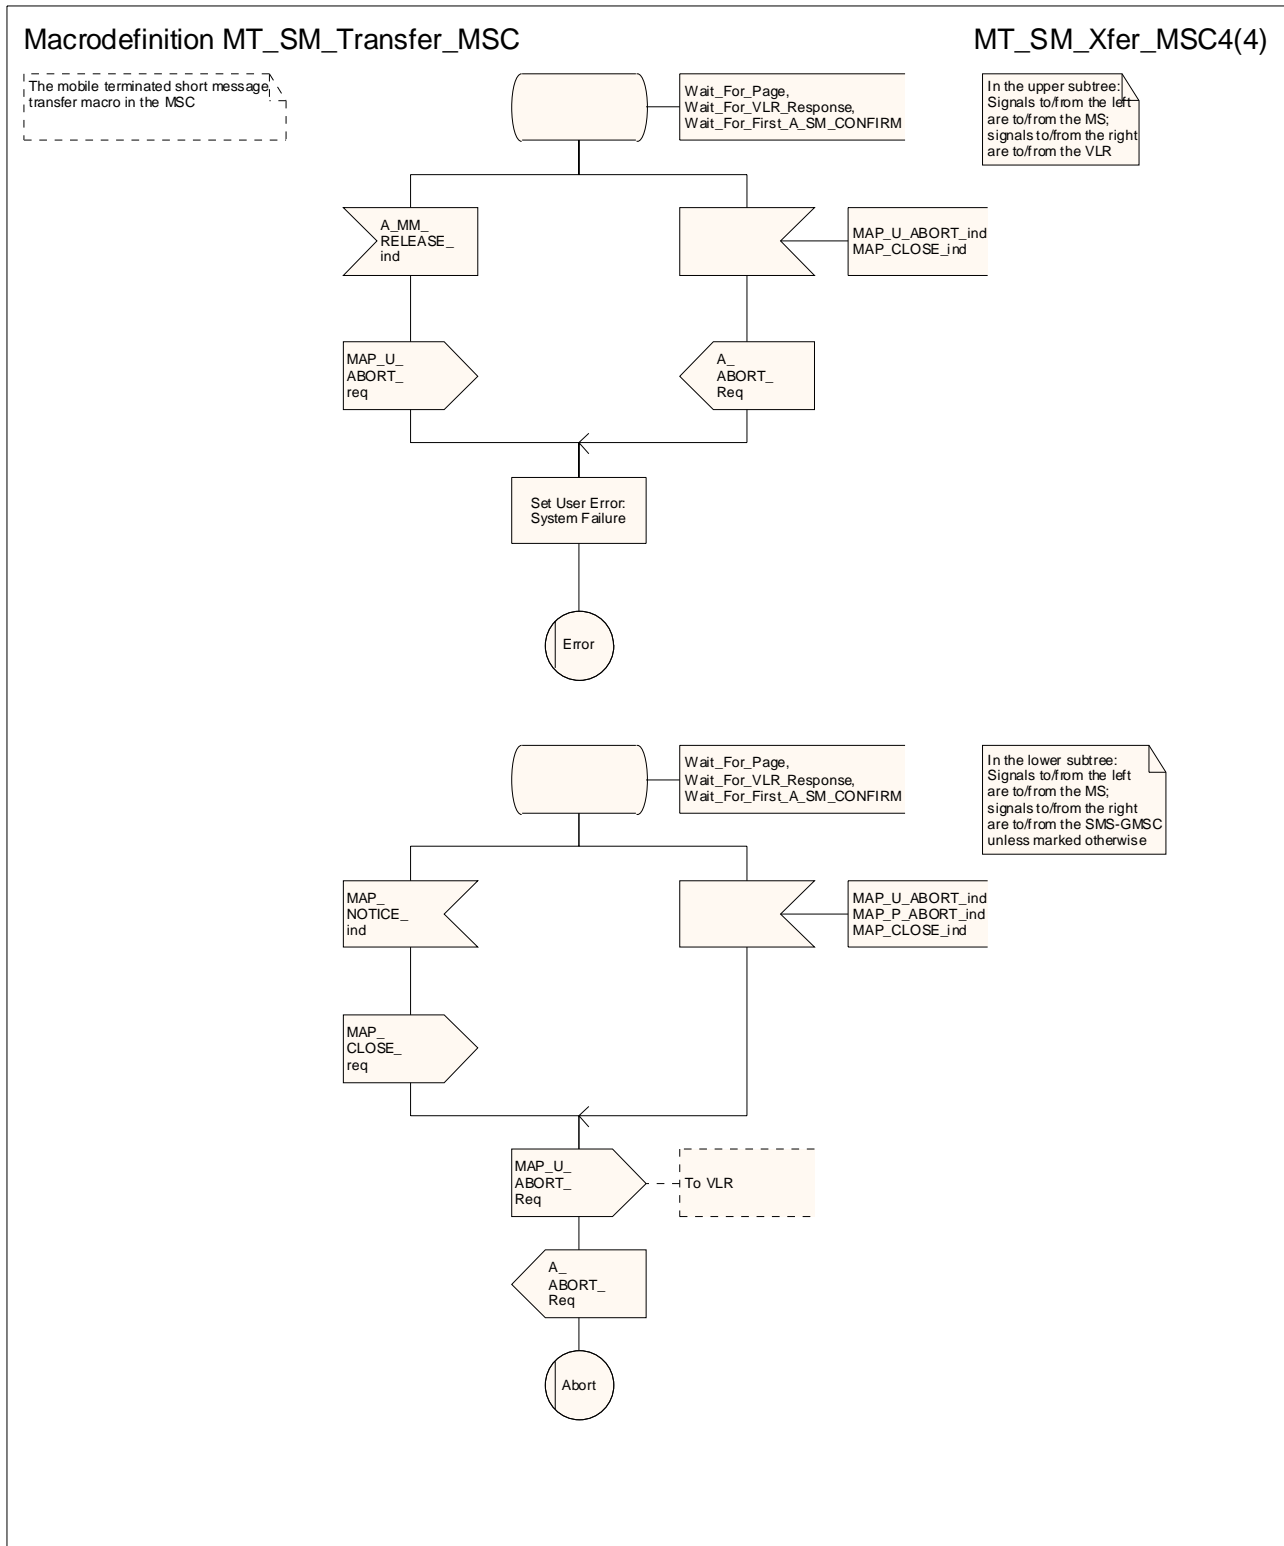 Macrodefinition MT_SM_Transfer_MSC
MT_SM_Xfer_MSC4(4)
The mobile terminated short message
transfer macro in the MSC
Wait_For_Page,
Wait_For_VLR_Response,
Wait_For_First_A_SM_CONFIRM
In the upper subtree:
Signals to/from the left
are to/from the MS;
signals to/from the right
are to/from the VLR
A_MM_
RELEASE_
ind
MAP_U_ABORT_ind
MAP_CLOSE_ind
MAP_U_
ABORT_
req
A_
ABORT_
Req
Set User Error:
System Failure
Error
Wait_For_Page,
Wait_For_VLR_Response,
Wait_For_First_A_SM_CONFIRM
In the lower subtree:
Signals to/from the left
are to/from the MS;
signals to/from the right
are to/from the SMS-GMSC
unless marked otherwise
MAP_
NOTICE_
ind
MAP_U_ABORT_ind
MAP_P_ABORT_ind
MAP_CLOSE_ind
MAP_
CLOSE_
req
MAP_U_
ABORT_
Req
To VLR
A_
ABORT_
Req
Abort